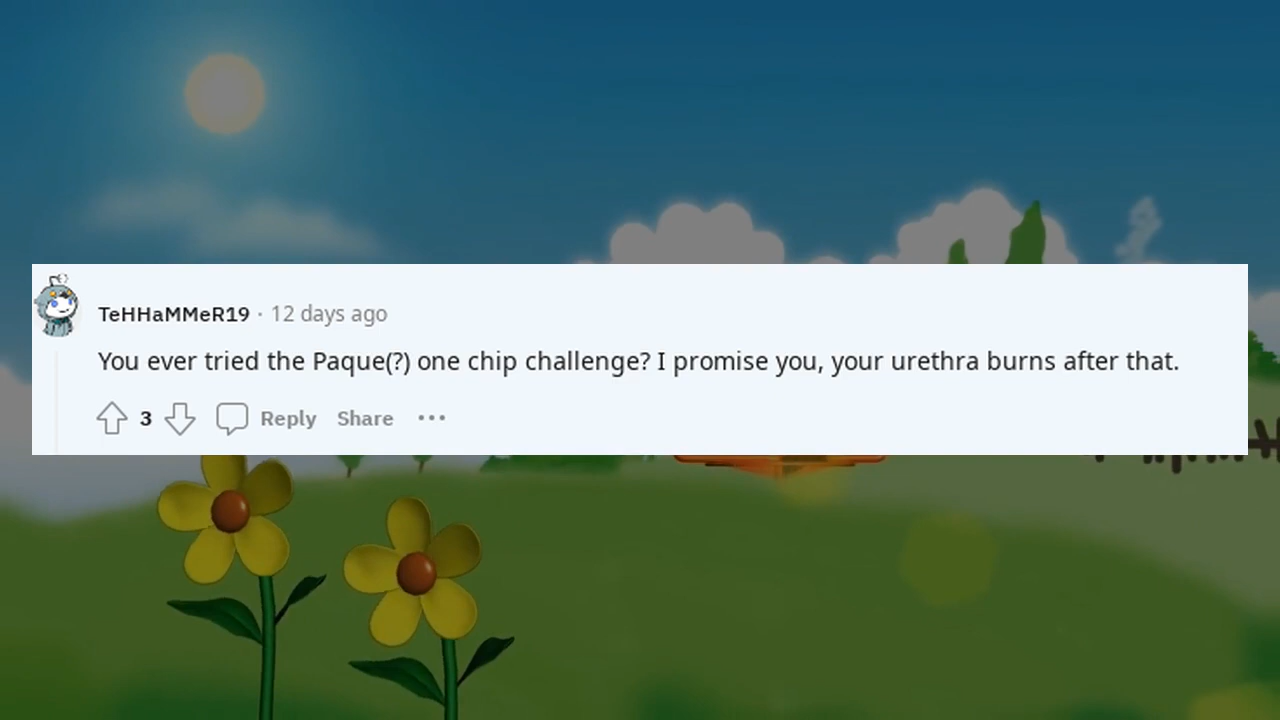 TeHHaMMeR19 · 12 days ago
You ever tried the Paque(?) one chip challenge? I promise you, your urethra burns after that.
3 Reply Share ···